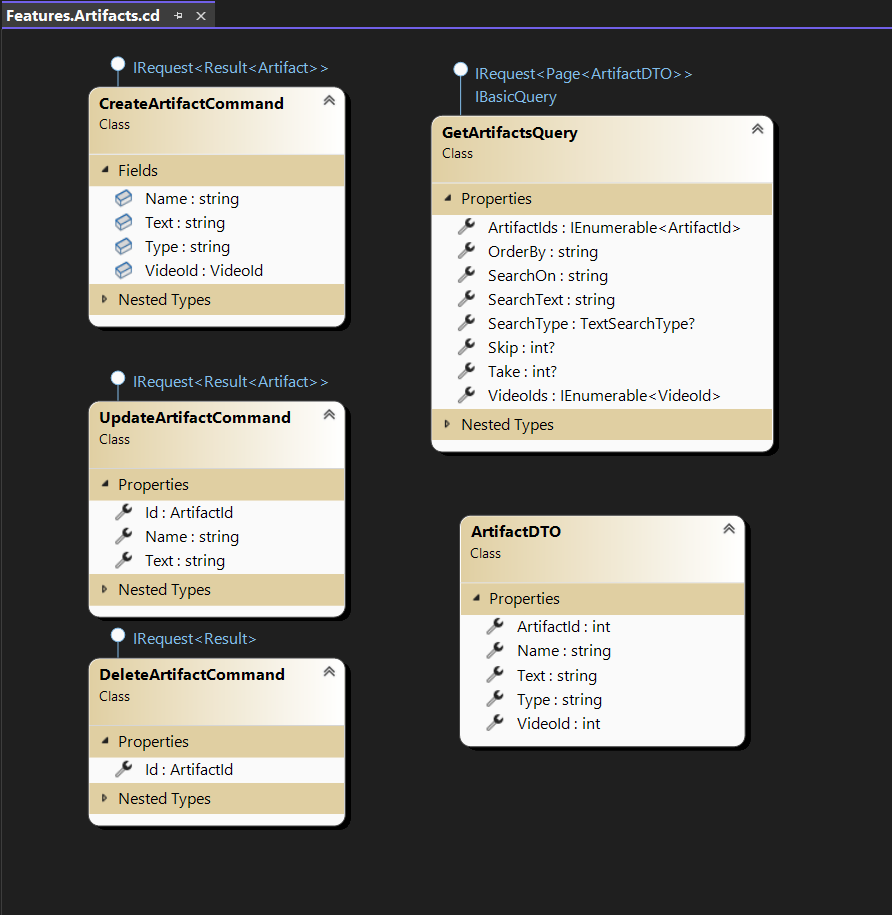 Features.Artifacts.cd
IRequest<Result<Artifact>>
CreateArtifactCommand
Class
Fields
Name : string
Text : string
Type : string
VideoId : VideoId
Nested Types
IRequest<Result<Artifact>>
UpdateArtifactCommand
Class
Properties
Id : ArtifactId
Name : string
Text : string
Nested Types
IRequest<Result>
DeleteArtifactCommand
Class
Properties
Id : ArtifactId
Nested Types
IRequest<Page<ArtifactDTO>>
IBasicQuery
GetArtifactsQuery
Class
Properties
ArtifactIds : IEnumerable<ArtifactId>
OrderBy : string
SearchOn : string
SearchText : string
SearchType : TextSearchType?
Skip : int?
Take : int?
VideoIds : IEnumerable<VideoId>
Nested Types
ArtifactDTO
Class
Properties
ArtifactId : int
Name : string
Text : string
Type : string
VideoId : int